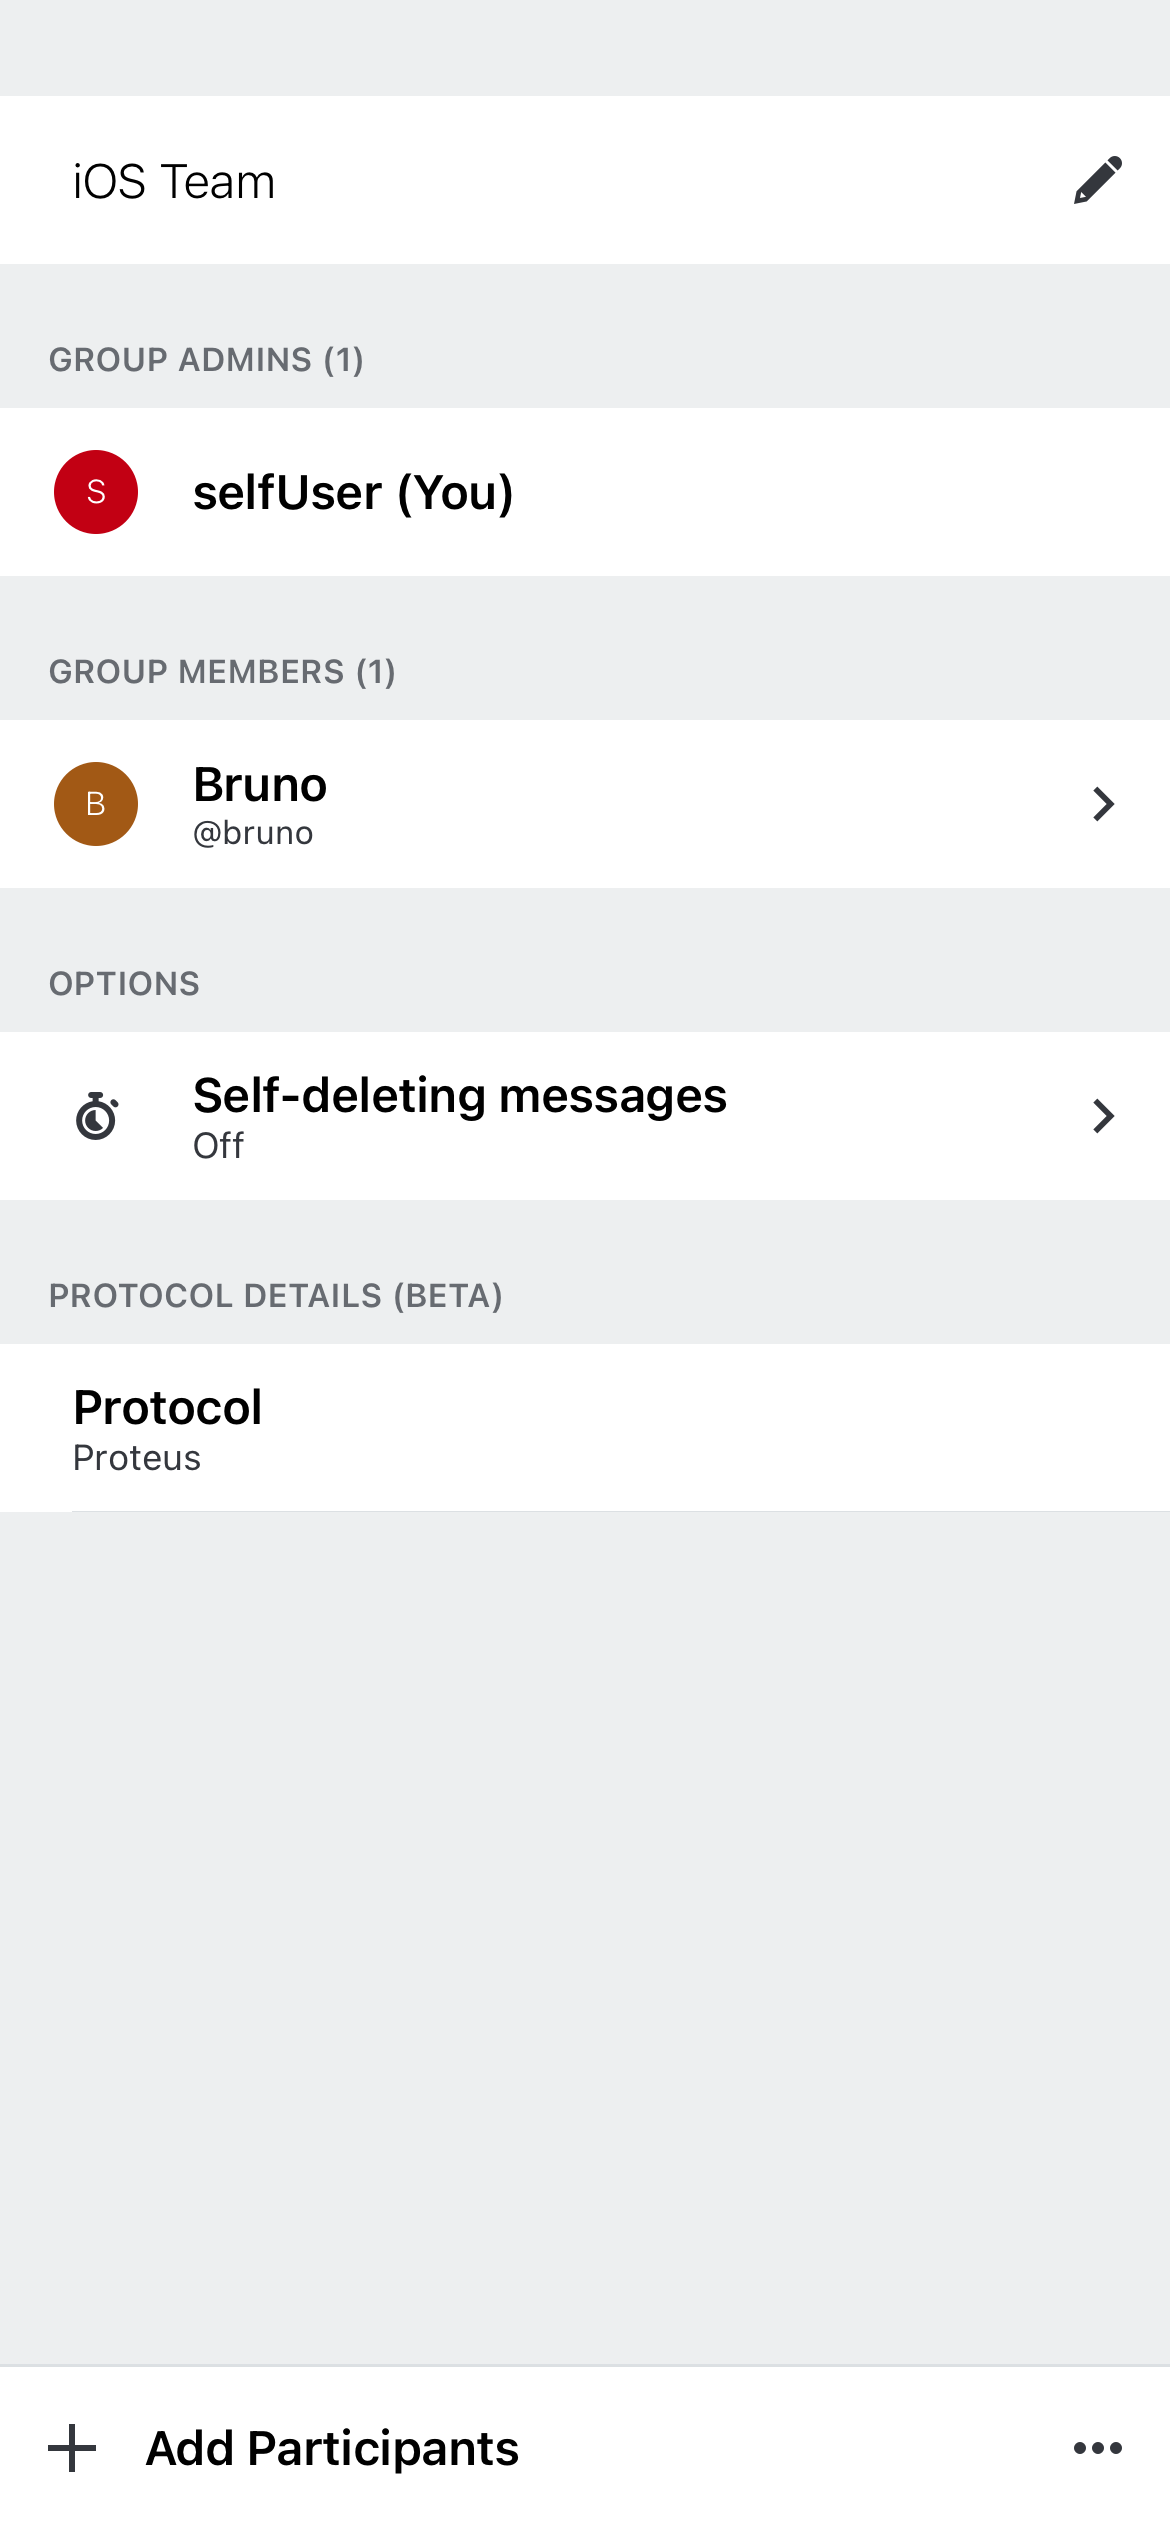 iOS Team
GROUP ADMINS (1)
S
selfUser (You)
GROUP MEMBERS (1)
B
Bruno
@bruno
OPTIONS
Self-deleting messages
Off
PROTOCOL DETAILS (BETA)
Protocol
Proteus
Add Participants